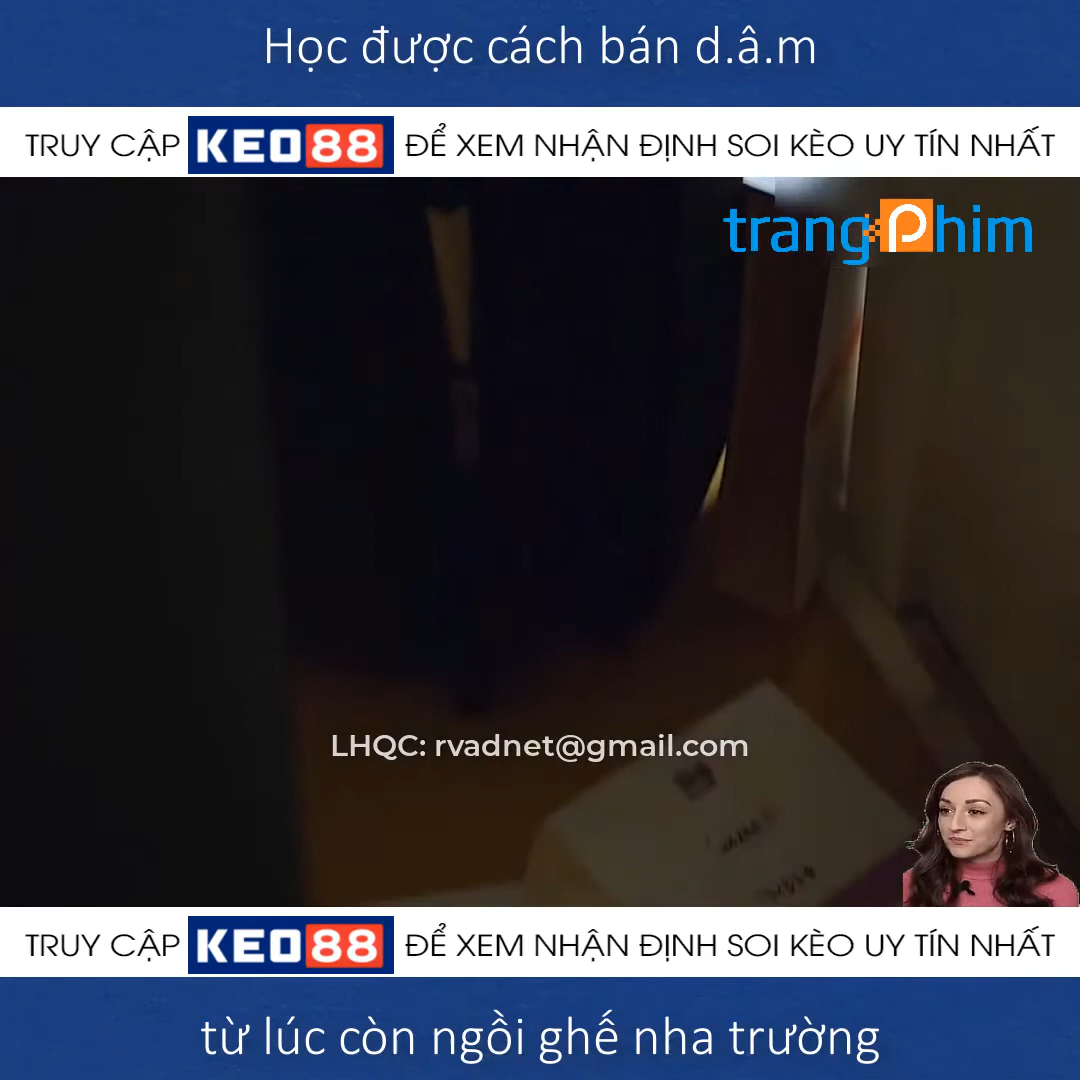 Học được cách bán d.â.m
TRUY CẬP KEO88 ĐỂ XEM NHẬN ĐỊNH SOI KÈO UY TÍN NHẤT
trangPhim
LHQC: rvadnet@gmail.com
TRUY CẬP KEO88 ĐỂ XEM NHẬN ĐỊNH SOI KÈO UY TÍN NHẤT
từ lúc còn ngồi ghế nha trường